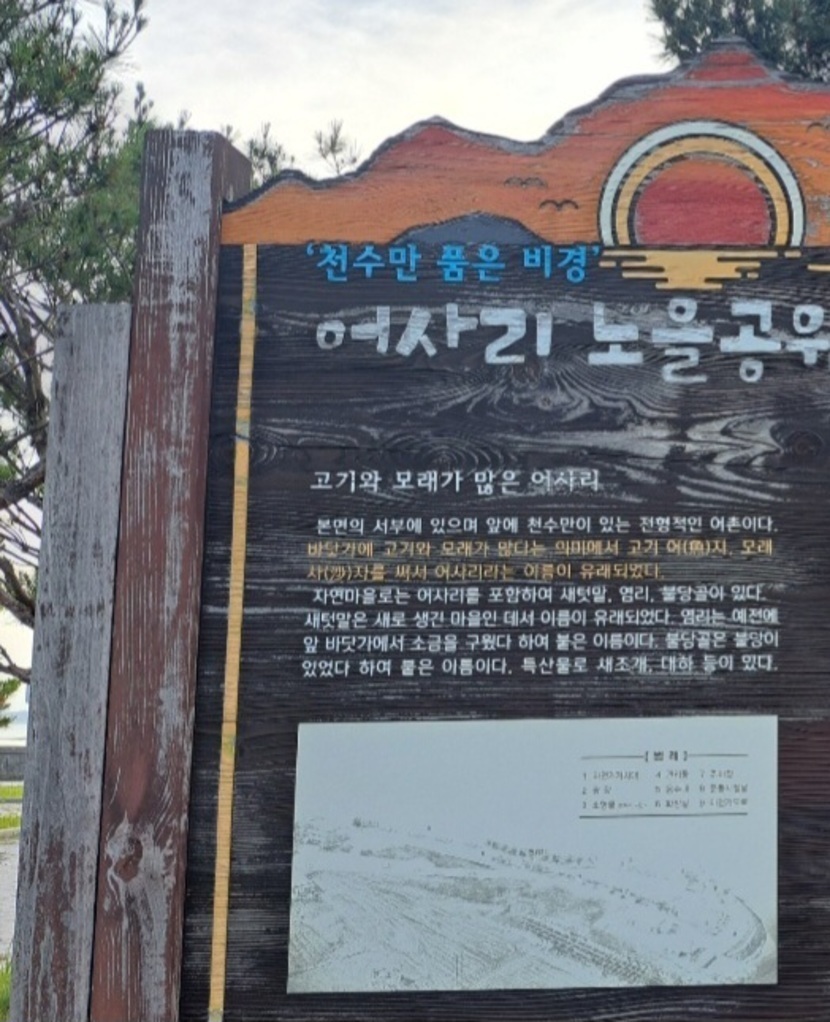 '천수만 품은 비경'
어사리 노을공원
고기와 모래가 많은 어사리
본면의 서부에 있으며 앞에 천수만이 있는 전형적인 어촌이다.
바닷가에 고기와 모래가 많다는 의미에서 고기 어(魚)자, 모래
사(沙)자를 써서 어사리라는 이름이 유래되었다.
자연마을로는 어사리를 포함하여 새텃말, 염리, 불당골이 있다.
새텃말은 새로 생긴 마을인 데서 이름이 유래되었다. 염리는 예전에
앞 바닷가에서 소금을 구웠다 하여 붙은 이름이다. 불당골은 불당이
있었다 하여 붙은 이름이다. 특산물로 새조개, 대하 등이 있다.
[범례]
1 4 7
2 5 8
3 6 9